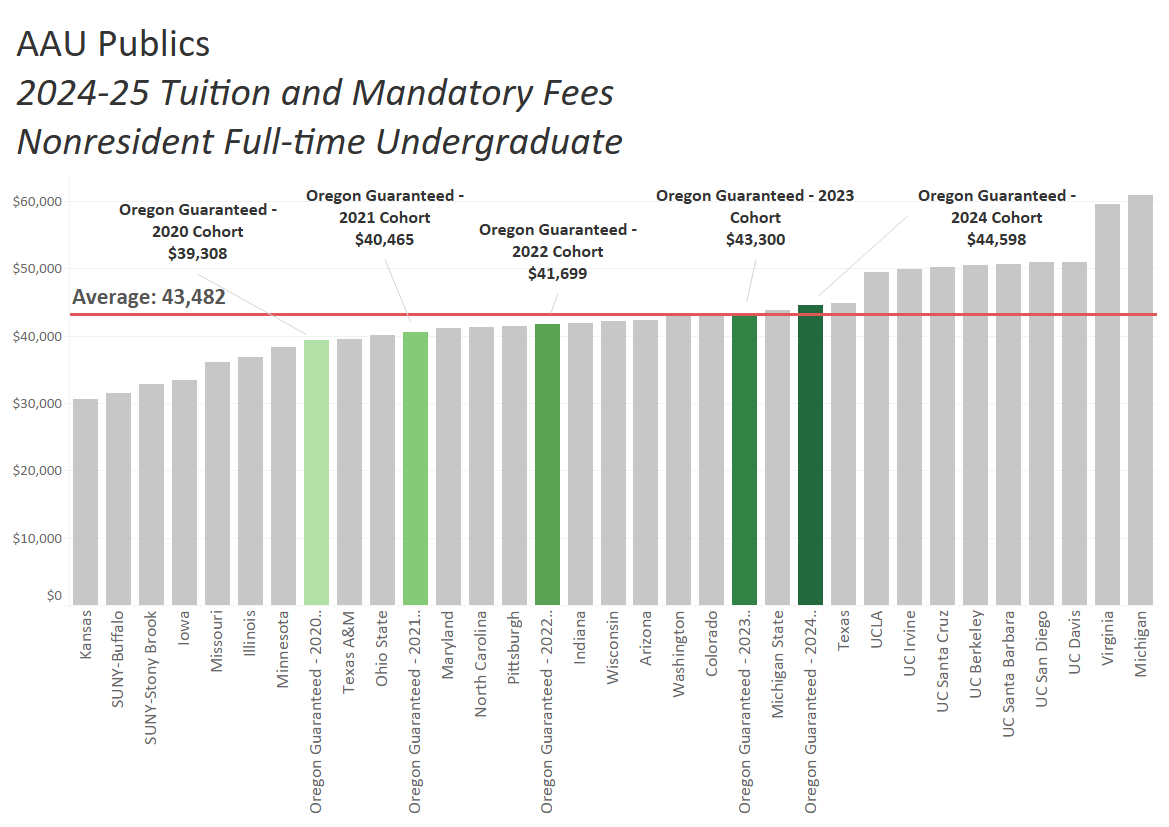 AAU Publics
2024-25 Tuition and Mandatory Fees
Nonresident Full-time Undergraduate
$60,000
$50,000
$40,000
$30,000
$20,000
$10,000
$0
Oregon Guaranteed -
2020 Cohort
$39,308
Oregon Guaranteed -
2021 Cohort
$40,465
Oregon Guaranteed -
2022 Cohort
$41,699
Oregon Guaranteed - 2023
Cohort
$43,300
Oregon Guaranteed -
2024 Cohort
$44,598
Average: 43,482
Kansas
SUNY-Buffalo
SUNY-Stony Brook
Iowa
Missouri
Illinois
Minnesota
Oregon Guaranteed - 2020..
Texas A&M
Ohio State
Oregon Guaranteed - 2021..
Maryland
North Carolina
Pittsburgh
Oregon Guaranteed - 2022..
Indiana
Wisconsin
Arizona
Washington
Colorado
Oregon Guaranteed - 2023..
Michigan State
Oregon Guaranteed - 2024..
Texas
UCLA
UC Irvine
UC Santa Cruz
UC Berkeley
UC Santa Barbara
UC San Diego
UC Davis
Virginia
Michigan